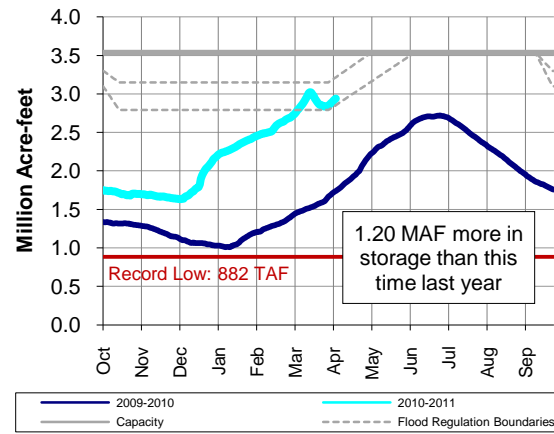 4.0
3.5
3.0
2.5
2.0
1.5
1.0
0.5
0.0
Million Acre-feet
Record Low: 882 TAF
1.20 MAF more in
storage than this
time last year
Oct
Nov
Dec
Jan
Feb
Mar
Apr
May
Jun
Jul
Aug
Sep
2009-2010
2010-2011
Capacity
Flood Regulation Boundaries